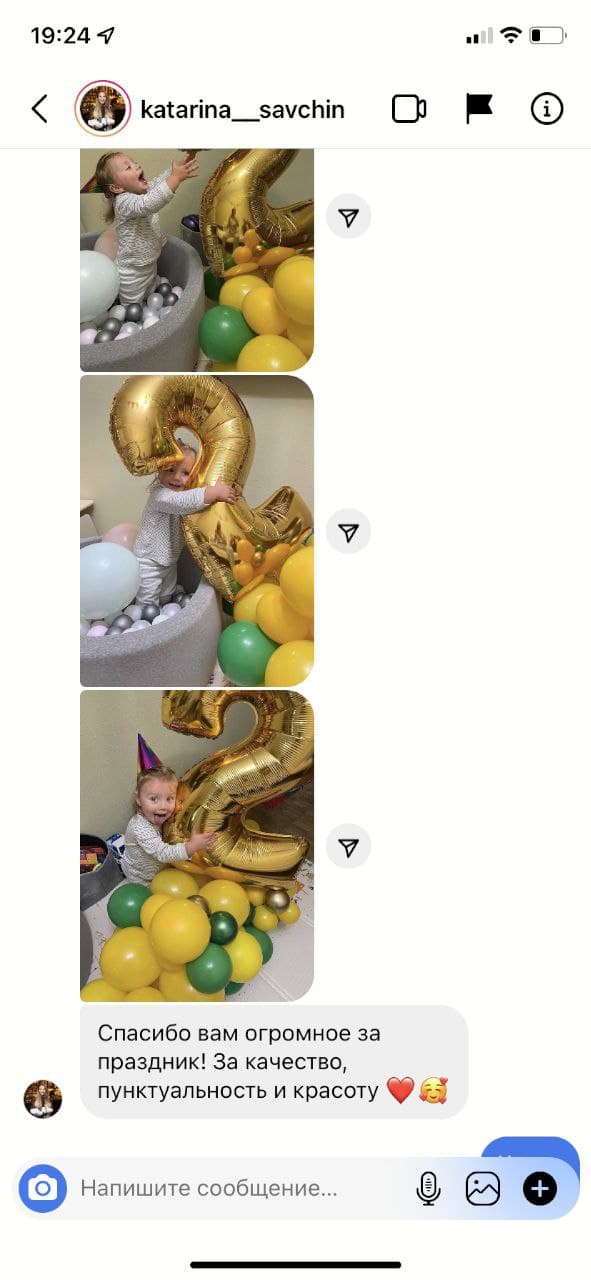 19:24
katarina__savchin
Спасибо вам огромное за
праздник! За качество,
пунктуальность и красоту ❤️🥰
Напишите сообщение...